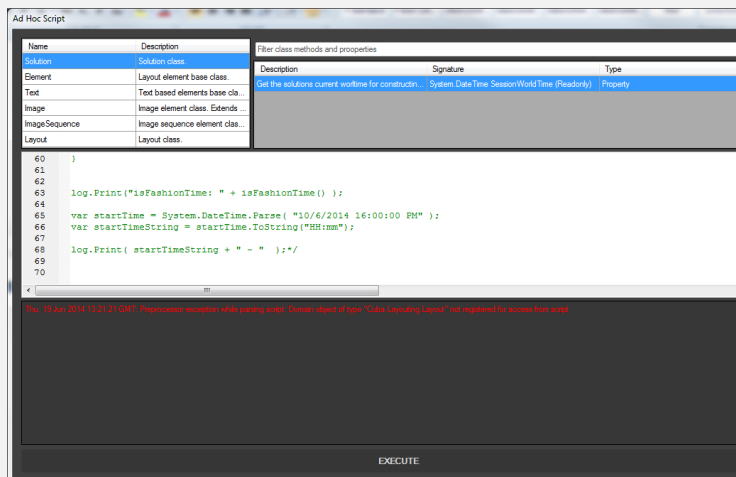 Ad Hoc Script
Name Description
Solution Solution class.
Element Layout element base class.
Text Text based elements base cla...
Image Image element class. Extends ...
ImageSequence Image sequence element clas...
Layout Layout class.
Filter class methods and prooperties
Description Signature Type
Get the solutions current worltime for constructin... System.DateTime SessionWorldTime (Readonly) Property
60 }
61
62
63 log.Print("isFashionTime: " + isFashionTime() );
64
65 var startTime = System.DateTime.Parse( "10/6/2014 16:00:00 PM" );
66 var startTimeString = startTime.ToString("HH:mm");
67
68 log.Print( startTimeString + " - " );*/
69
70
Thu, 19 Jun 2014 13:21:21 GMT: Preprocessor exception while parsing script: Domain object of type "Cuba.Layouting.Layout" not registered for access from script
EXECUTE